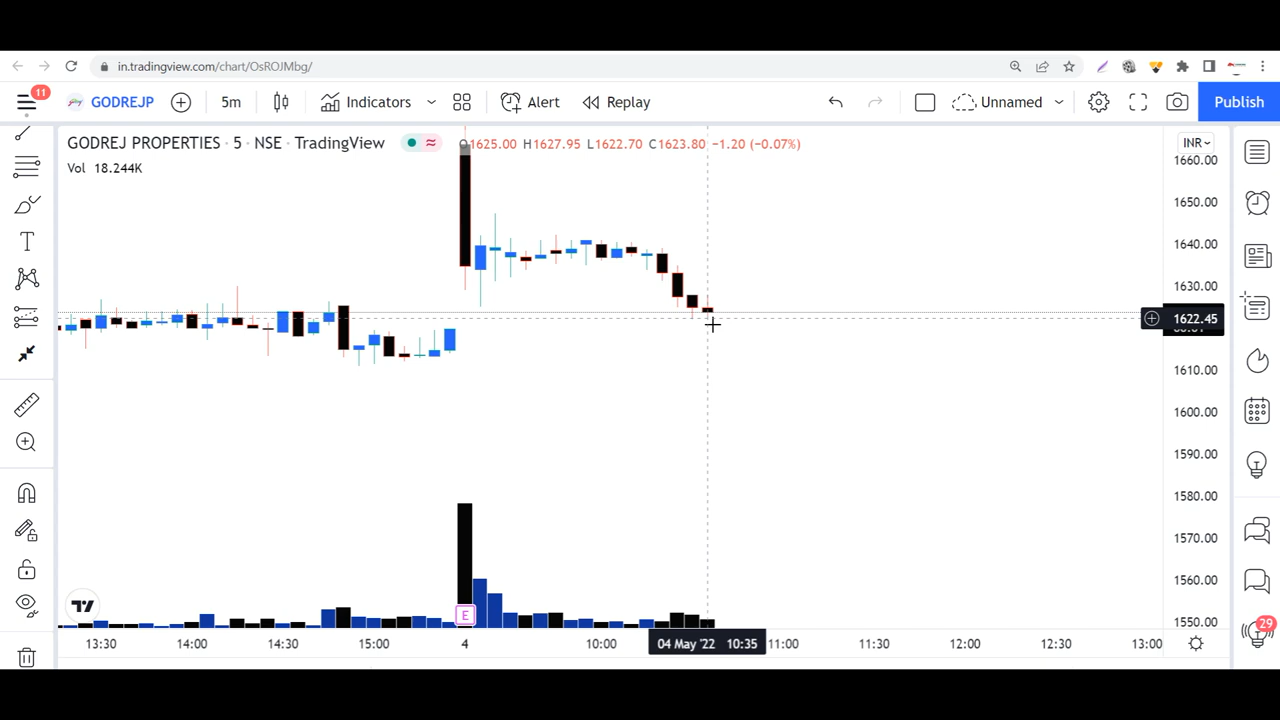 in.tradingview.com/chart/OsROJMbg/
11
GODREJP
5m
Indicators
Alert
Replay
Unnamed
Publish
GODREJ PROPERTIES · 5 · NSE · TradingView
O1625.00 H1627.95 L1622.70 C1623.80 −1.20 (−0.07%)
INR
Vol 18.244K
1660.00
1650.00
1640.00
1630.00
1622.45
1610.00
1600.00
1590.00
1580.00
1570.00
1560.00
1550.00
E
29
13:30
14:00
14:30
15:00
4
10:00
04 May '22 10:35
11:00
11:30
12:00
12:30
13:00